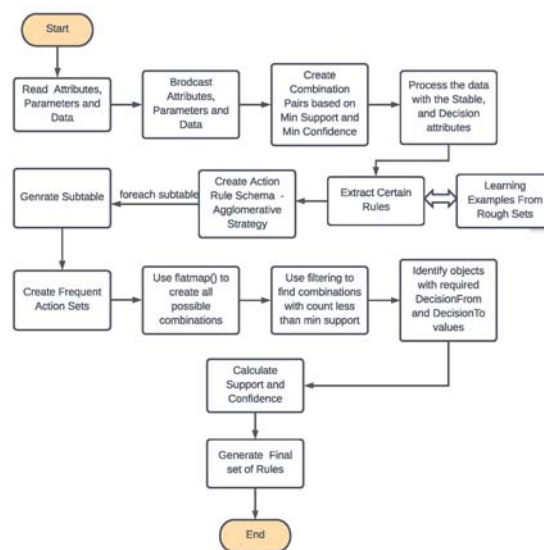 Start
Read Attributes,
Parameters and
Data
Brodcast Attributes,
Parameters and
Data
Create
Combination
Pairs based on
Min Support and
Min Confidence
Process the data
with the Stable,
and Decision
attributes
Learning
Examples From
Rough Sets
Extract Certain
Rules
Create Action
Rule Schema -
Agglomerative
Strategy
foreach subtable
Genrate Subtable
Create Frequent
Action Sets
Use flatmap() to
create all
possible
combinations
Use filtering to
find combinations
with count less
than min support
Identify objects
with required
DecisionFrom
and DecisionTo
values
Calculate
Support and
Confidence
Generate Final
set of Rules
End